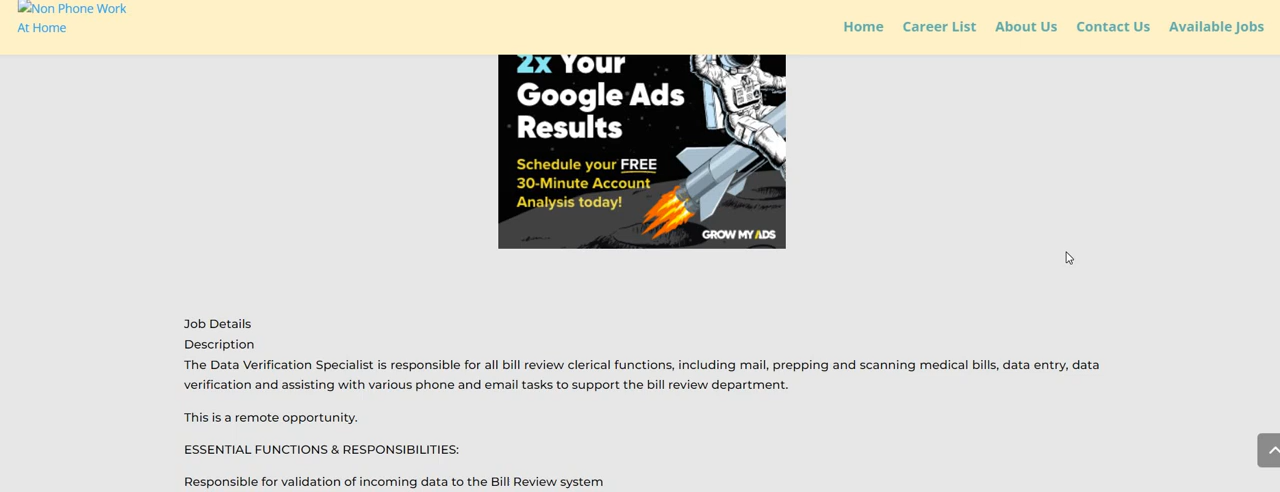 Non Phone Work
At Home
Home Career List About Us Contact Us Available Jobs
2x Your
Google Ads
Results
Schedule your FREE
30-Minute Account
Analysis today!
GROW MY ADS
Job Details
Description
The Data Verification Specialist is responsible for all bill review clerical functions, including mail, prepping and scanning medical bills, data entry, data
verification and assisting with various phone and email tasks to support the bill review department.
This is a remote opportunity.
ESSENTIAL FUNCTIONS & RESPONSIBILITIES:
Responsible for validation of incoming data to the Bill Review system